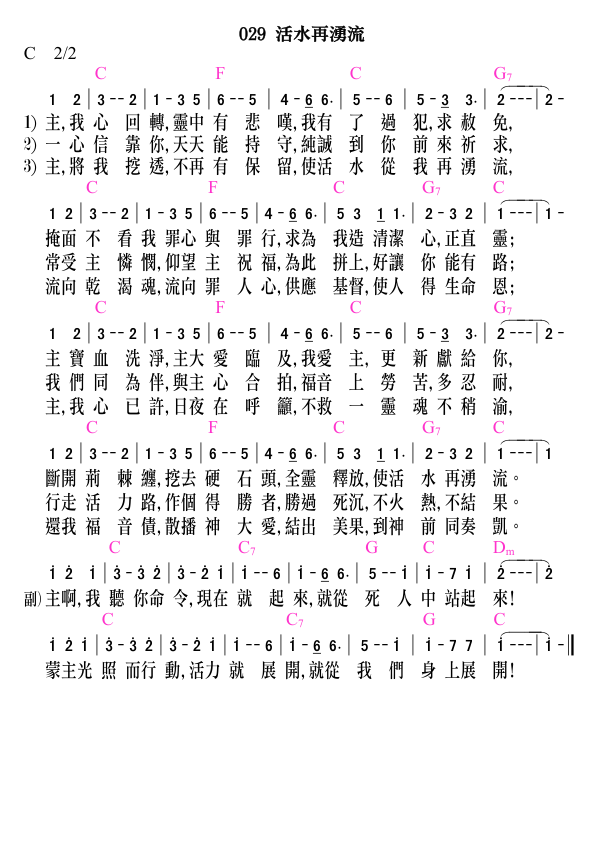 029 活水再湧流
C 2/2
C F C G7
1 2 | 3 - - 2 | 1 - 3 5 | 6 - - 5 | 4 - 6 6· | 5 - - 6 | 5 - 3 3· | 2 - - - | 2 -
1) 主,我 心 回 轉,靈中 有 悲 嘆,我有 了 過 犯,求 赦 免,
2) 一 心 信 靠 你,天天 能 持 守,純誠 到 你 前 來 祈 求,
3) 主,將 我 挖 透,不再 有 保 留,使活 水 從 我 再 湧 流,
C F C G7 C
1 2 | 3 - - 2 | 1 - 3 5 | 6 - - 5 | 4 - 6 6· | 5 3 1 1· | 2 - 3 2 | 1 - - - | 1 -
掩面 不 看 我 罪心 與 罪 行,求為 我造 清潔 心,正直 靈;
常受 主 憐 憫,仰望 主 祝 福,為此 拼上,好讓 你 能有 路;
流向 乾 渴 魂,流向 罪 人 心,供應 基督,使人 得 生命 恩;
C F C G7
1 2 | 3 - - 2 | 1 - 3 5 | 6 - - 5 | 4 - 6 6· | 5 - - 6 | 5 - 3 3· | 2 - - - | 2 -
主 寶 血 洗 淨,主大 愛 臨 及,我愛 主, 更 新 獻 給 你,
我 們 同 為 伴,與主 心 合 拍,福音 上 勞 苦,多 忍 耐,
主,我 心 已 許,日夜 在 呼 籲,不救 一 靈 魂 不 稍 渝,
C F C G7 C
1 2 | 3 - - 2 | 1 - 3 5 | 6 - - 5 | 4 - 6 6· | 5 3 1 1· | 2 - 3 2 | 1 - - - | 1
斷開 荊 棘 纏,挖去 硬 石 頭,全靈 釋放,使活 水 再湧 流。
行走 活 力 路,作個 得 勝 者,勝過 死沉,不火 熱,不結 果。
還我 福 音 債,散播 神 大 愛,結出 美果,到神 前 同奏 凱。
C C7 G C Dm
i 2̇ i | 3̇ - 3̇ 2̇ | 3̇ - 2̇ i | i - - 6 | i - 6 6· | 5 - - i | i - 7 i | 2̇ - - - | 2̇
副) 主啊,我 聽 你命 令,現在 就 起 來,就從 死 人 中 站起 來!
C C7 G C
i 2̇ i | 3̇ - 3̇ 2̇ | 3̇ - 2̇ i | i - - 6 | i - 6 6· | 5 - - i | i - 7 7 | i - - - | i - ‖
蒙主光 照 而行 動,活力 就 展 開,就從 我 們 身 上展 開!